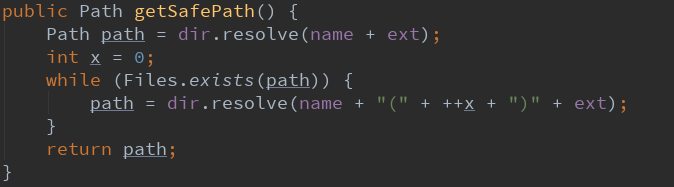 public Path getSafePath() {
    Path path = dir.resolve(name + ext);
    int x = 0;
    while (Files.exists(path)) {
        path = dir.resolve(name + "(" + ++x + ")" + ext);
    }
    return path;
}